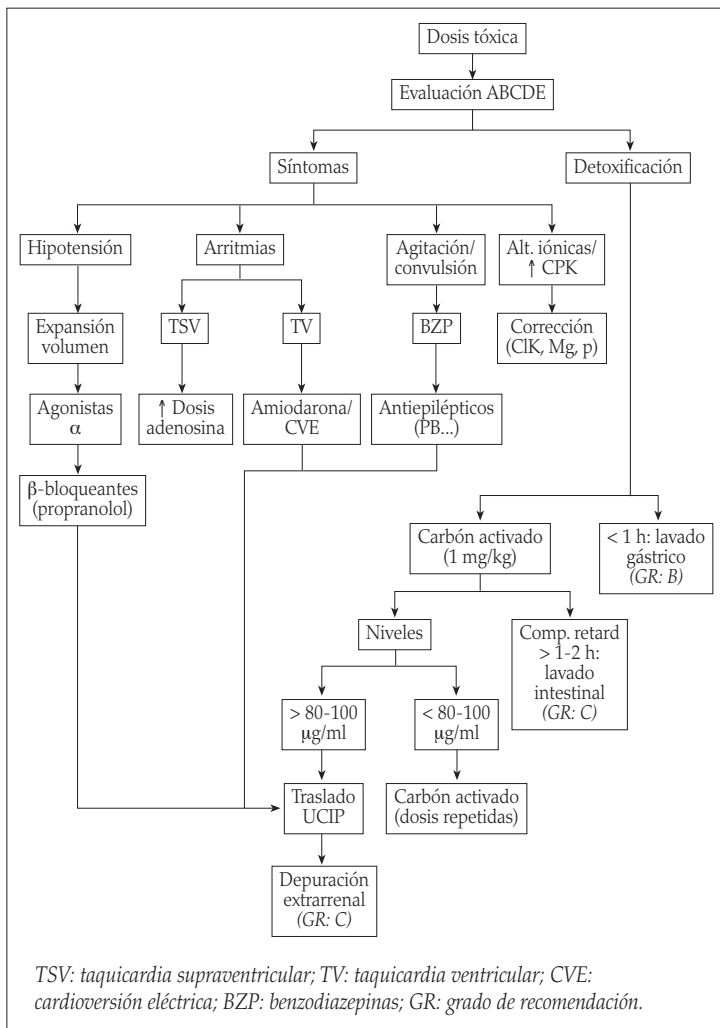 Dosis tóxica
Evaluación ABCDE
Síntomas
Detoxificación
Hipotensión
Arritmias
Agitación/
convulsión
Alt. iónicas/
↑ CPK
Expansión
volumen
TSV
TV
BZP
Corrección
(ClK, Mg, p)
Agonistas
α
↑ Dosis
adenosina
Amiodarona/
CVE
Antiepilépticos
(PB...)
β-bloqueantes
(propranolol)
Carbón activado
(1 mg/kg)
< 1 h: lavado
gástrico
(GR: B)
Niveles
Comp. retard
> 1-2 h:
lavado
intestinal
(GR: C)
> 80-100
µg/ml
< 80-100
µg/ml
Traslado
UCIP
Carbón activado
(dosis repetidas)
Depuración
extrarrenal
(GR: C)
TSV: taquicardia supraventricular; TV: taquicardia ventricular; CVE:
cardioversión eléctrica; BZP: benzodiazepinas; GR: grado de recomendación.